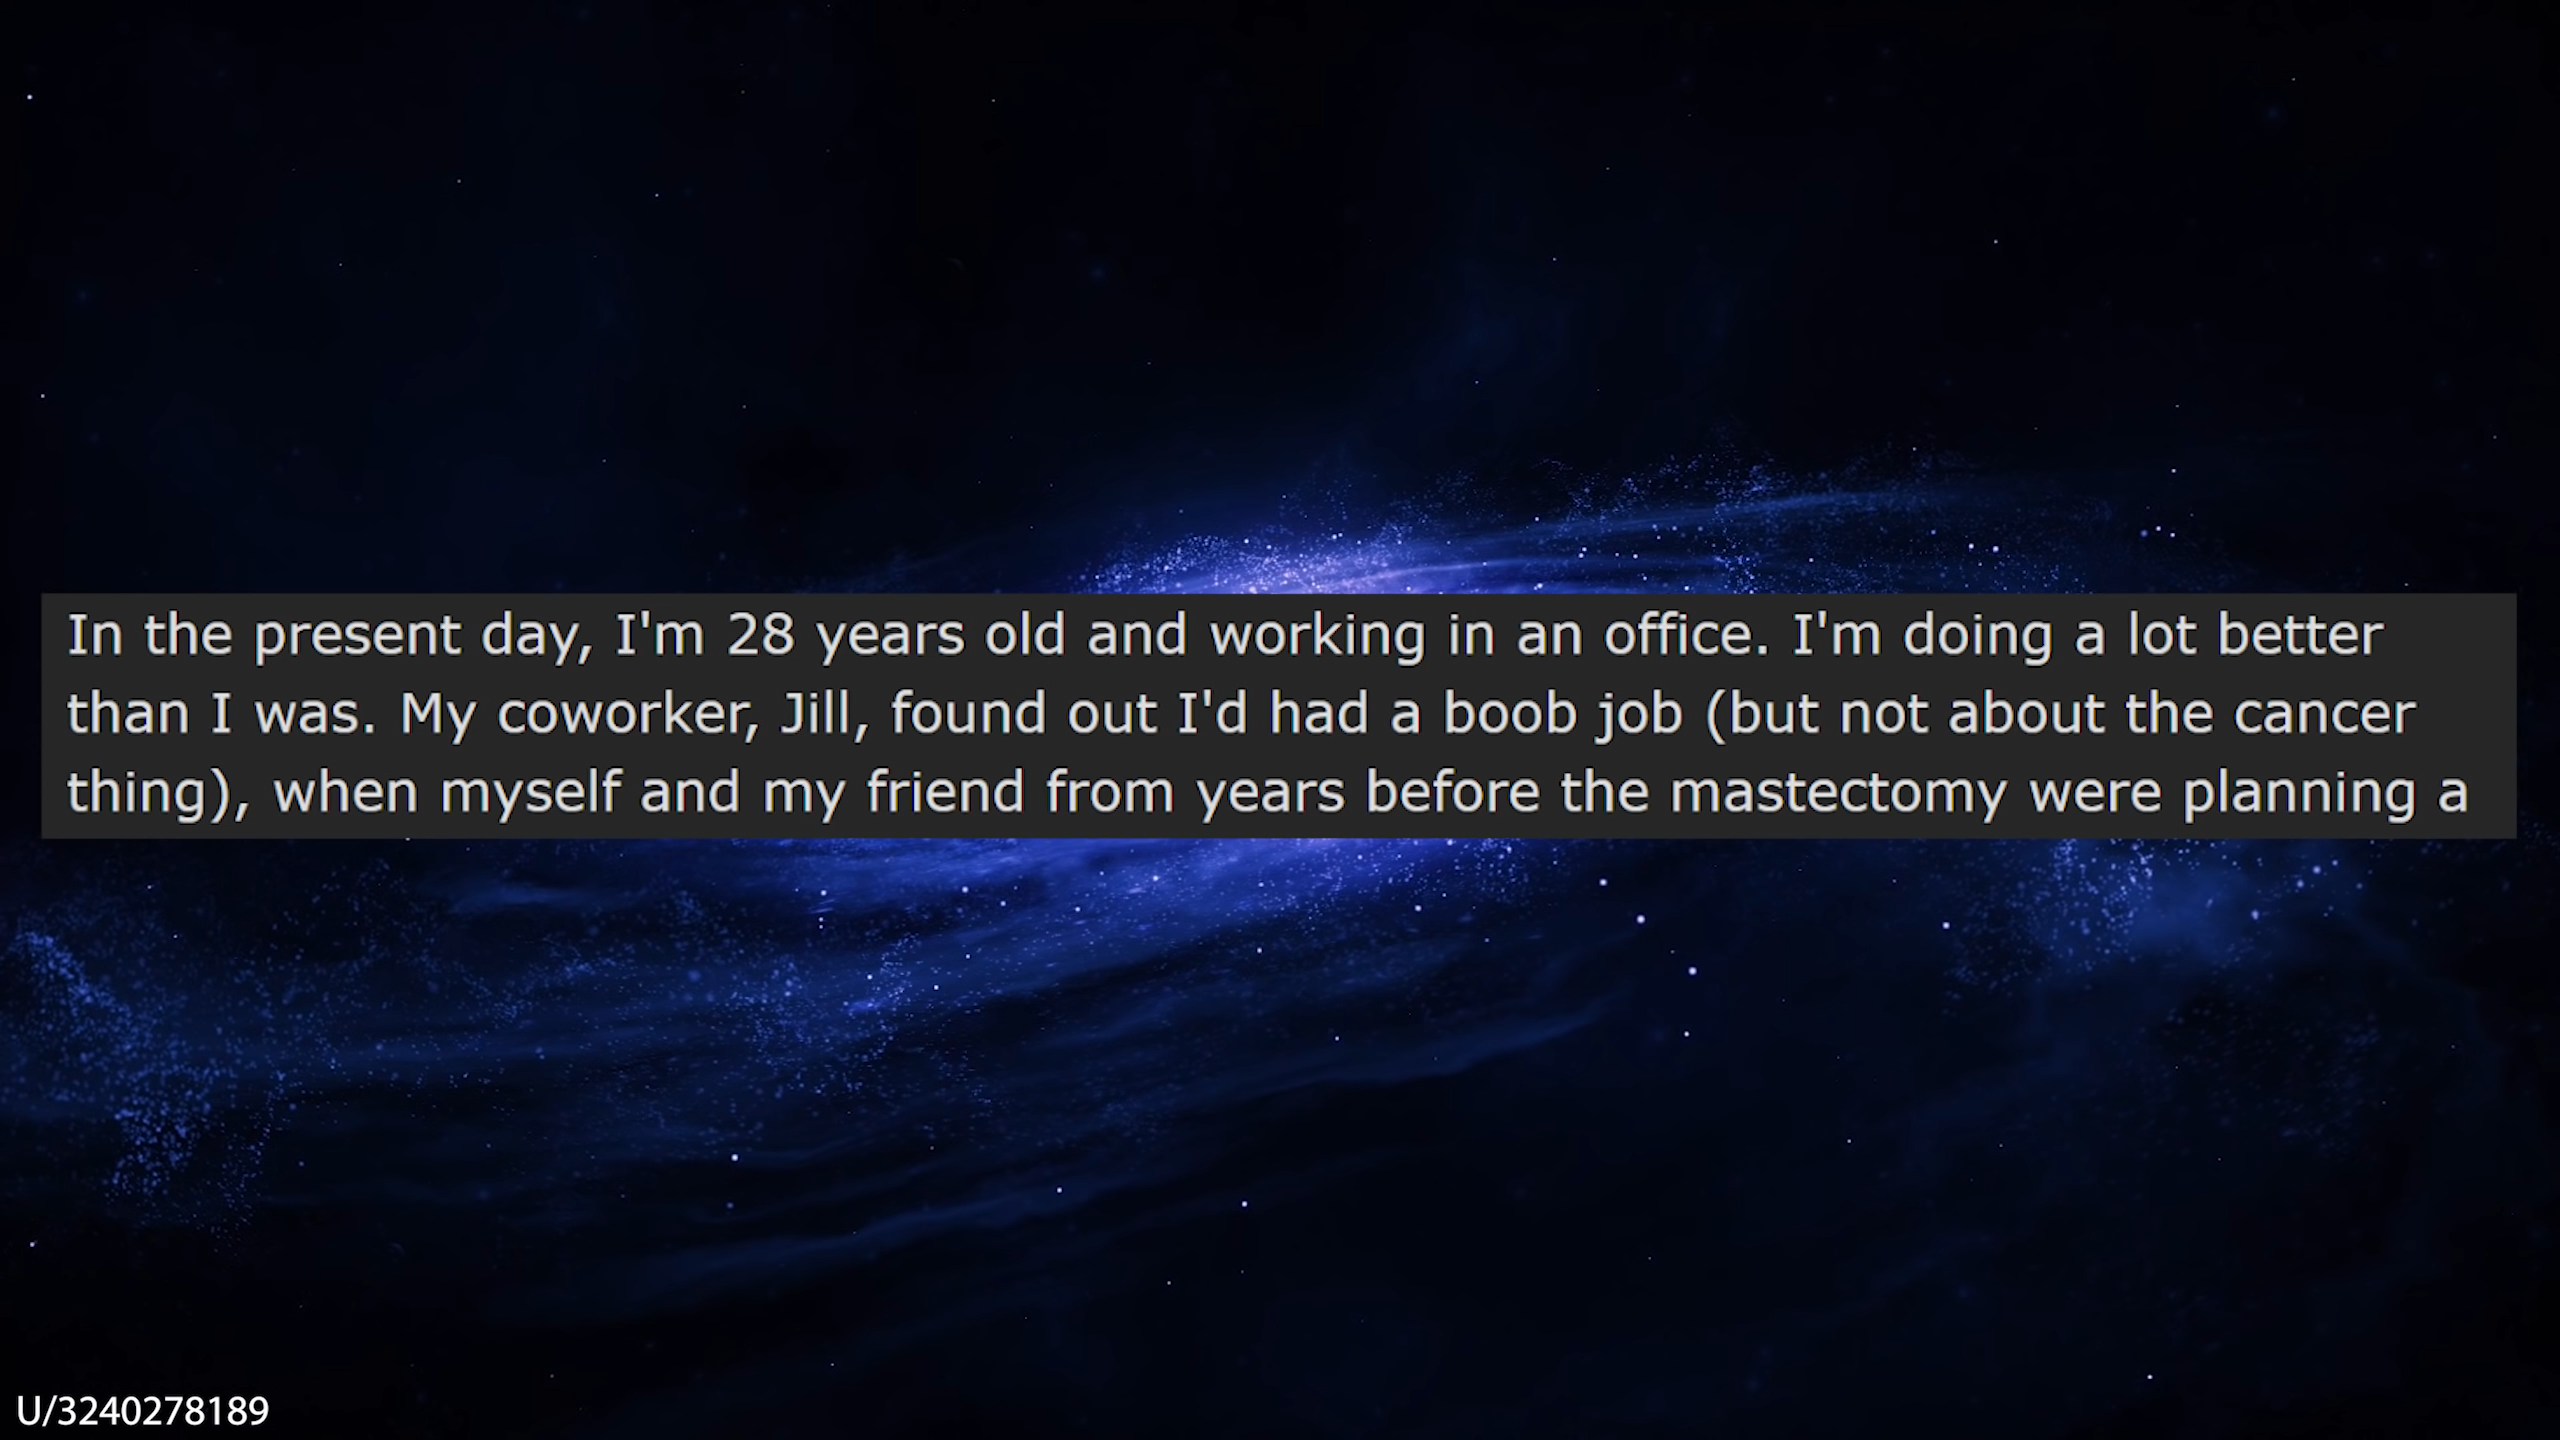 In the present day, I'm 28 years old and working in an office. I'm doing a lot better
than I was. My coworker, Jill, found out I'd had a boob job (but not about the cancer
thing), when myself and my friend from years before the mastectomy were planning a
U/3240278189